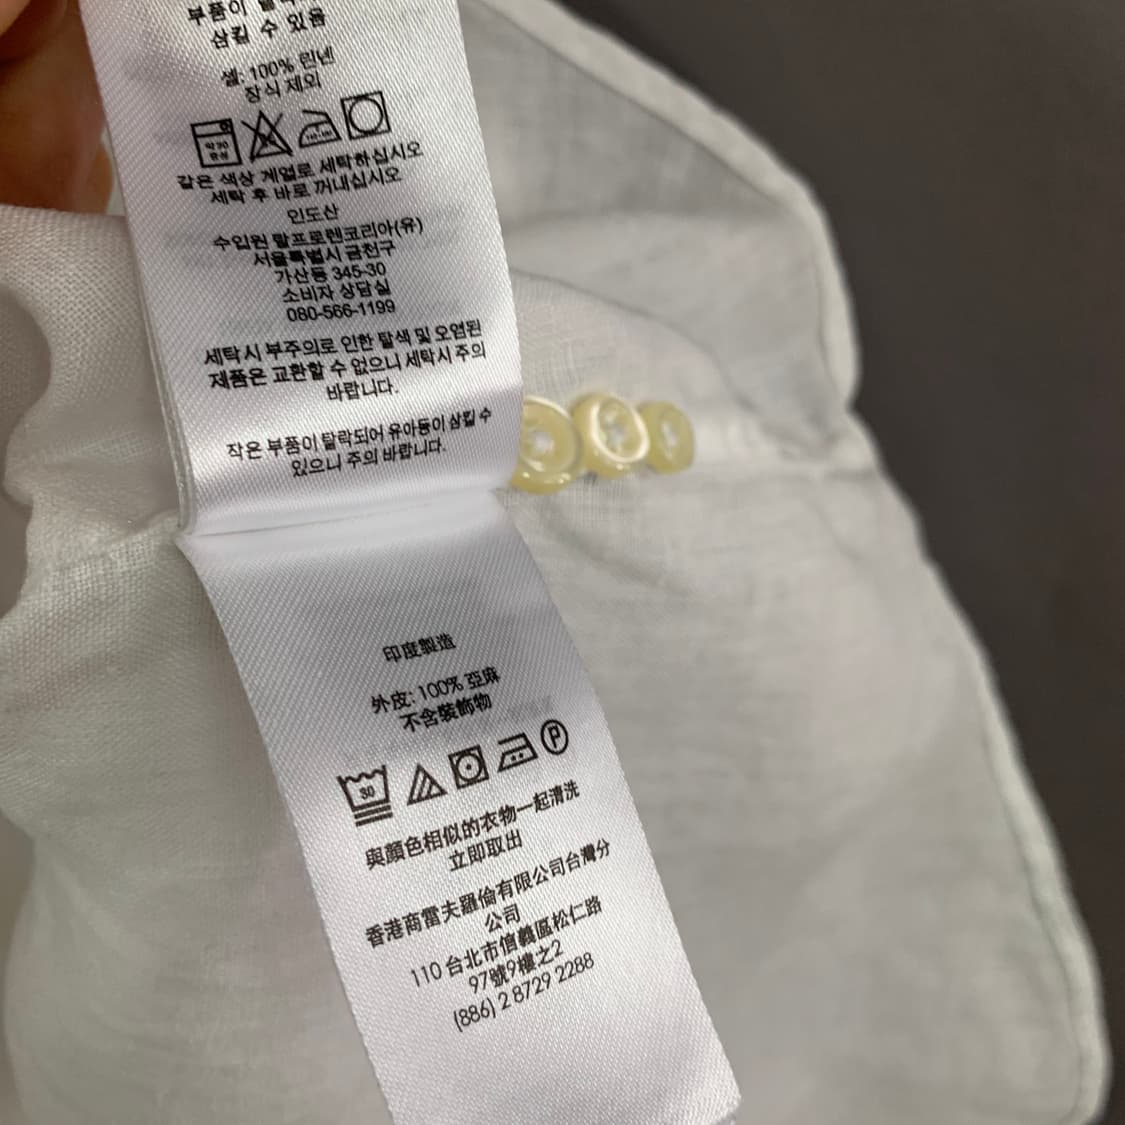 부품이
삼킬 수 있음
셀: 100% 린넨
장식 제외
약 30
중성
140~160
같은 색상 계열로 세탁하십시오
세탁 후 바로 꺼내십시오
인도산
수입원 랄프로렌코리아(유)
서울특별시 금천구
가산동 345-30
소비자 상담실
080-566-1199
세탁시 부주의로 인한 탈색 및 오염된
제품은 교환할 수 없으니 세탁시 주의
바랍니다.
작은 부품이 탈락되어 유아등이 삼킬 수
있으니 주의 바랍니다.
印度製造
外皮: 100% 亞麻
不含裝飾物
30
P
與顏色相似的衣物一起清洗
立即取出
香港商雷夫羅倫有限公司台灣分
公司
110 台北市信義區松仁路
97號9樓之2
(886) 2 8729 2288